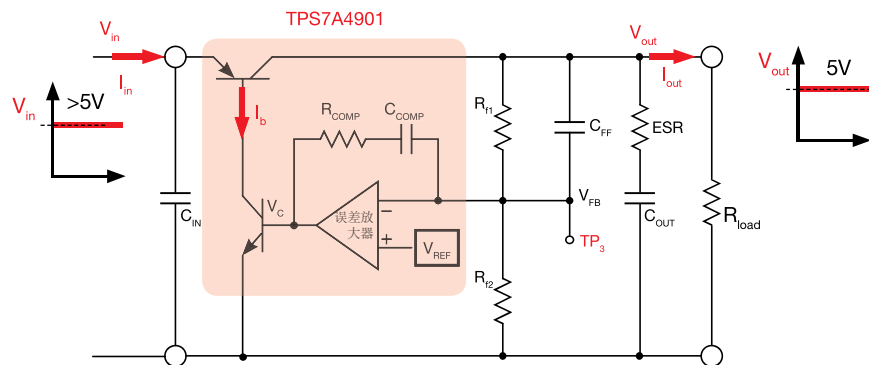 TPS7A4901
Vin
Iin
Vin
>5V
CIN
Ib
RCOMP
CCOMP
VC
误差放
大器
−
+
VREF
Rf1
Rf2
CFF
VFB
TP3
ESR
COUT
Vout
Iout
Rload
Vout
5V